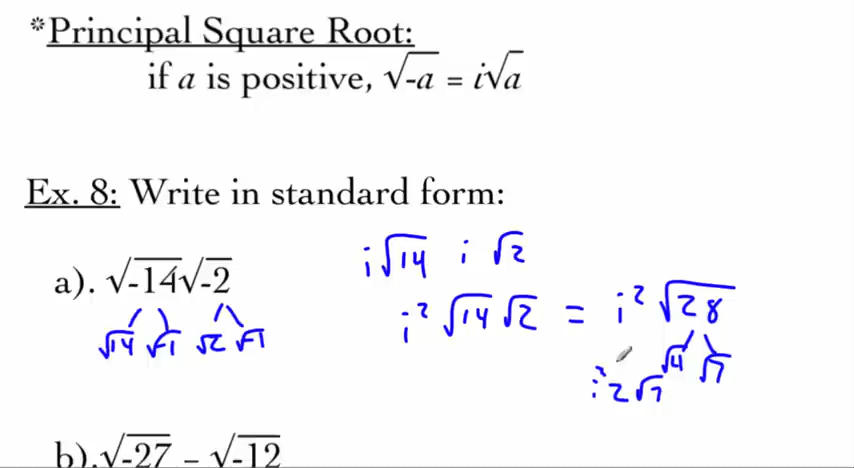 *Principal Square Root:
if a is positive, √-a = i√a
Ex. 8: Write in standard form:
i√14 i √2
a). √-14√-2
i² √14 √2 = i² √28
√14 √-1 √2 √-1
√4 √7
i² 2 √7
b). √-27 - √-12